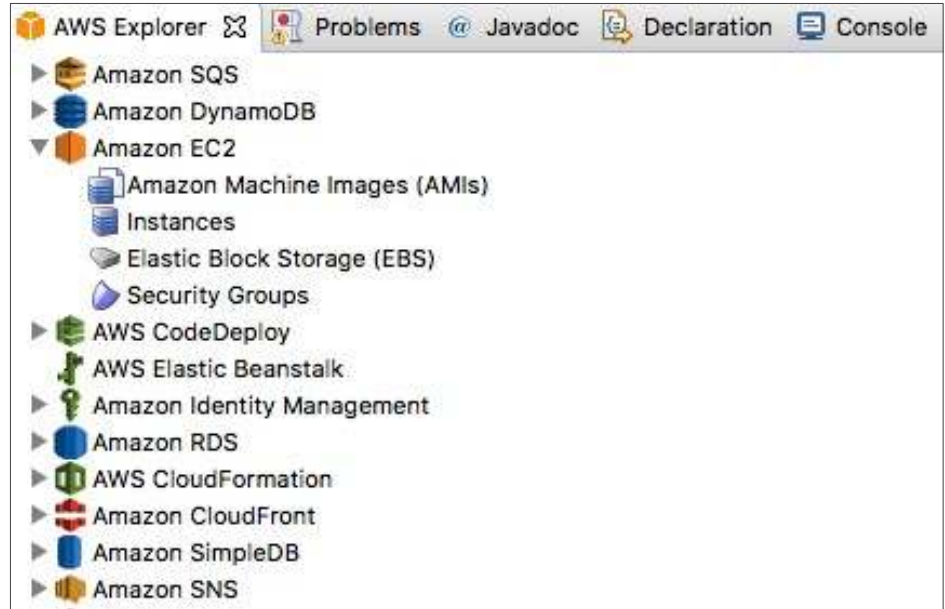 AWS Explorer Problems @ Javadoc Declaration Console
Amazon SQS
Amazon DynamoDB
Amazon EC2
Amazon Machine Images (AMIs)
Instances
Elastic Block Storage (EBS)
Security Groups
AWS CodeDeploy
AWS Elastic Beanstalk
Amazon Identity Management
Amazon RDS
AWS CloudFormation
Amazon CloudFront
Amazon SimpleDB
Amazon SNS